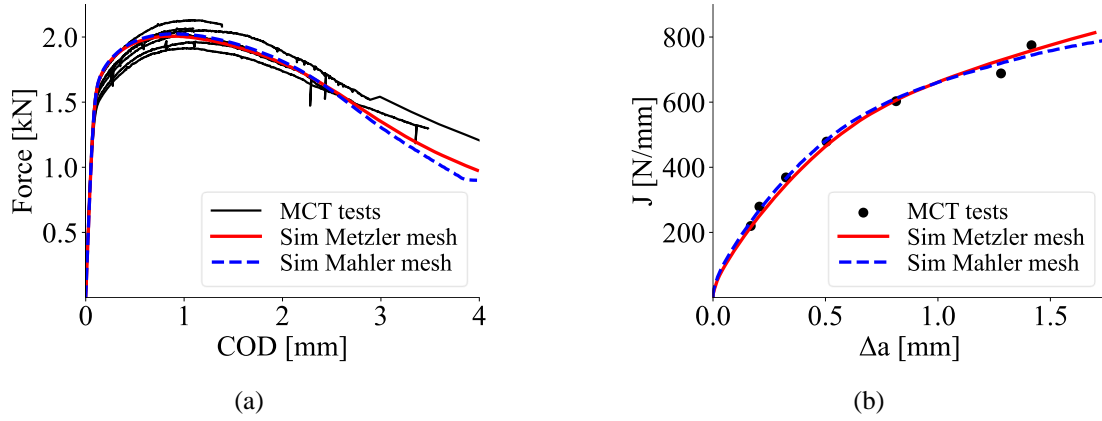 2.0
1.5
1.0
0.5
Force [kN]
MCT tests
Sim Metzler mesh
Sim Mahler mesh
0 1 2 3 4
COD [mm]
(a)
800
600
400
200
J [N/mm]
MCT tests
Sim Metzler mesh
Sim Mahler mesh
0.0 0.5 1.0 1.5
Δa [mm]
(b)